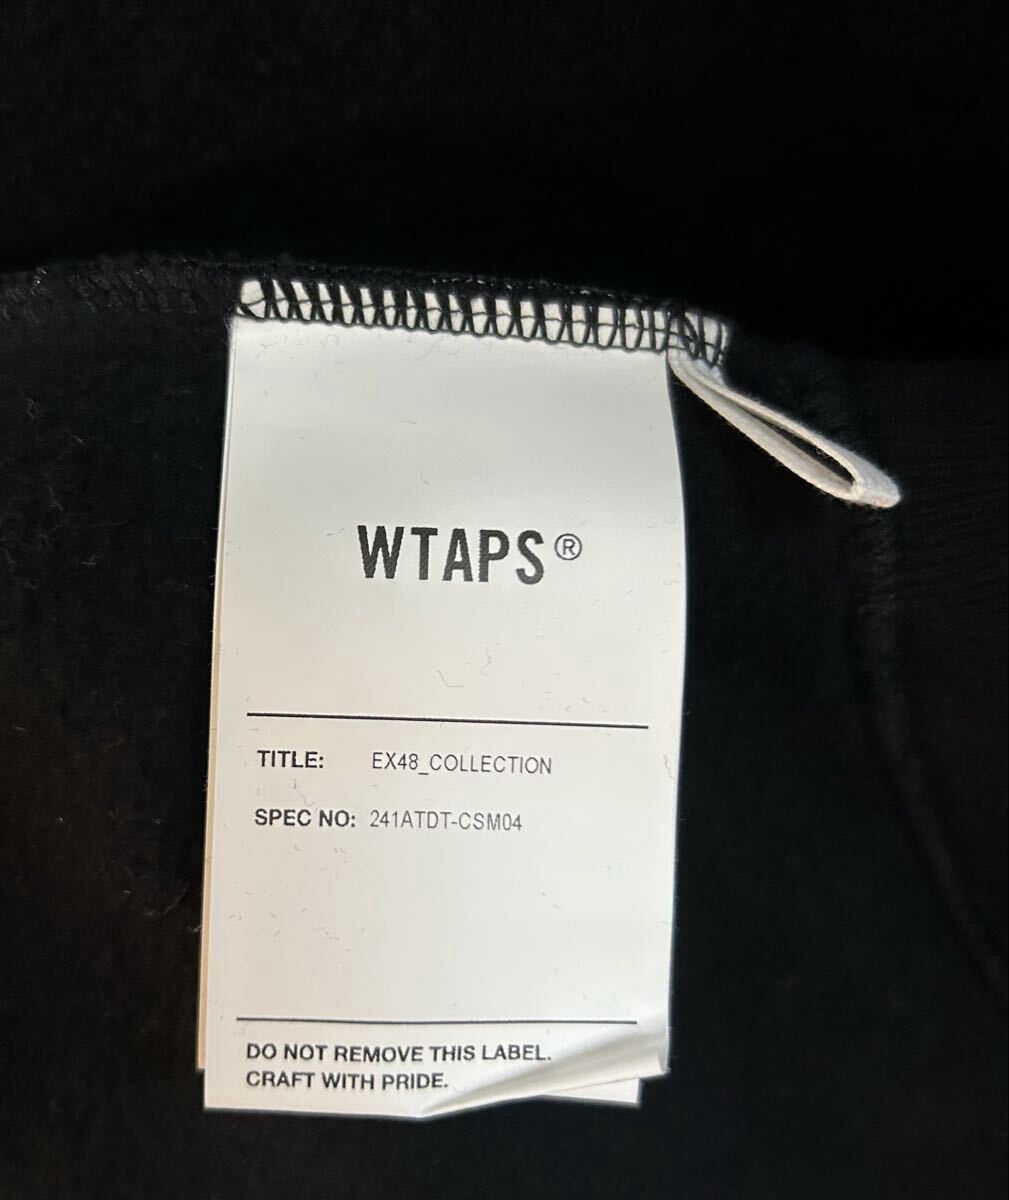 WTAPS®
TITLE: EX48_COLLECTION
SPEC NO: 241ATDT-CSM04
DO NOT REMOVE THIS LABEL.
CRAFT WITH PRIDE.